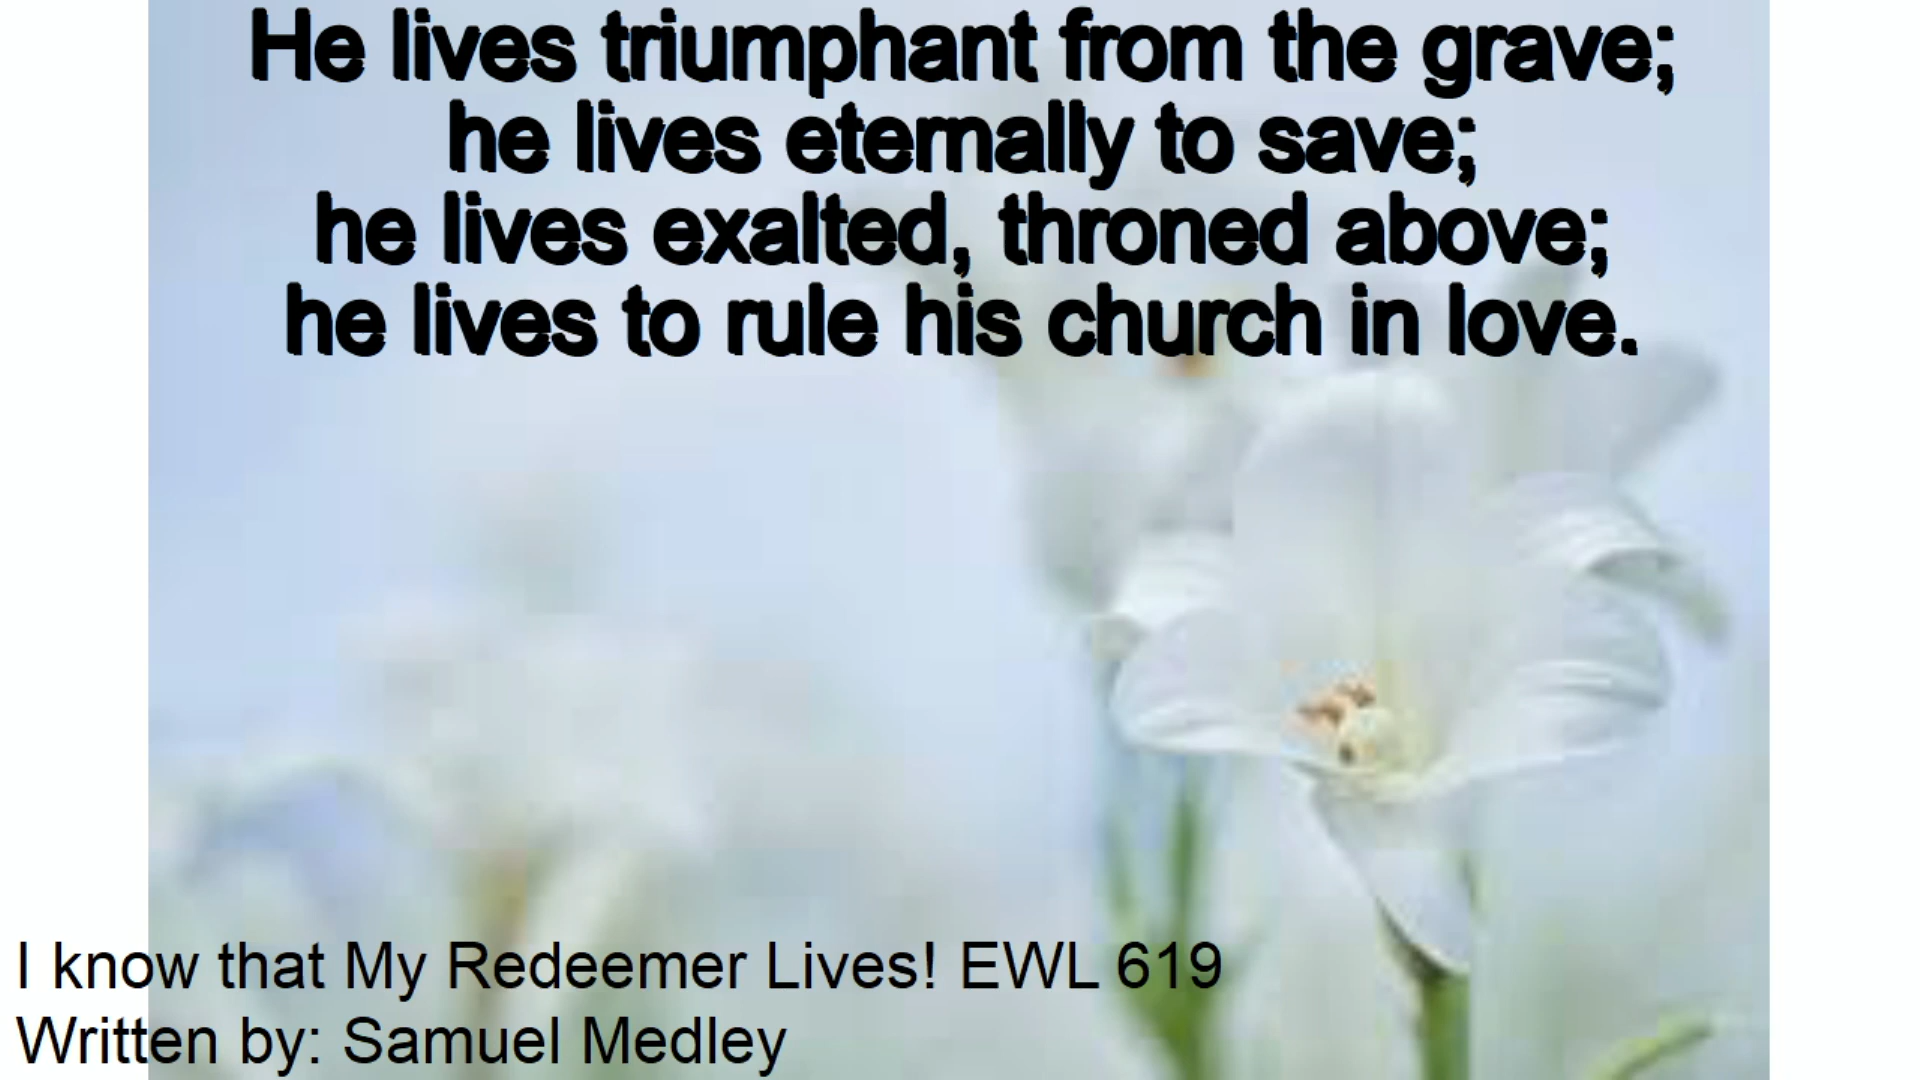 He lives triumphant from the grave;
he lives eternally to save;
he lives exalted, throned above;
he lives to rule his church in love.
I know that My Redeemer Lives! EWL 619
Written by: Samuel Medley